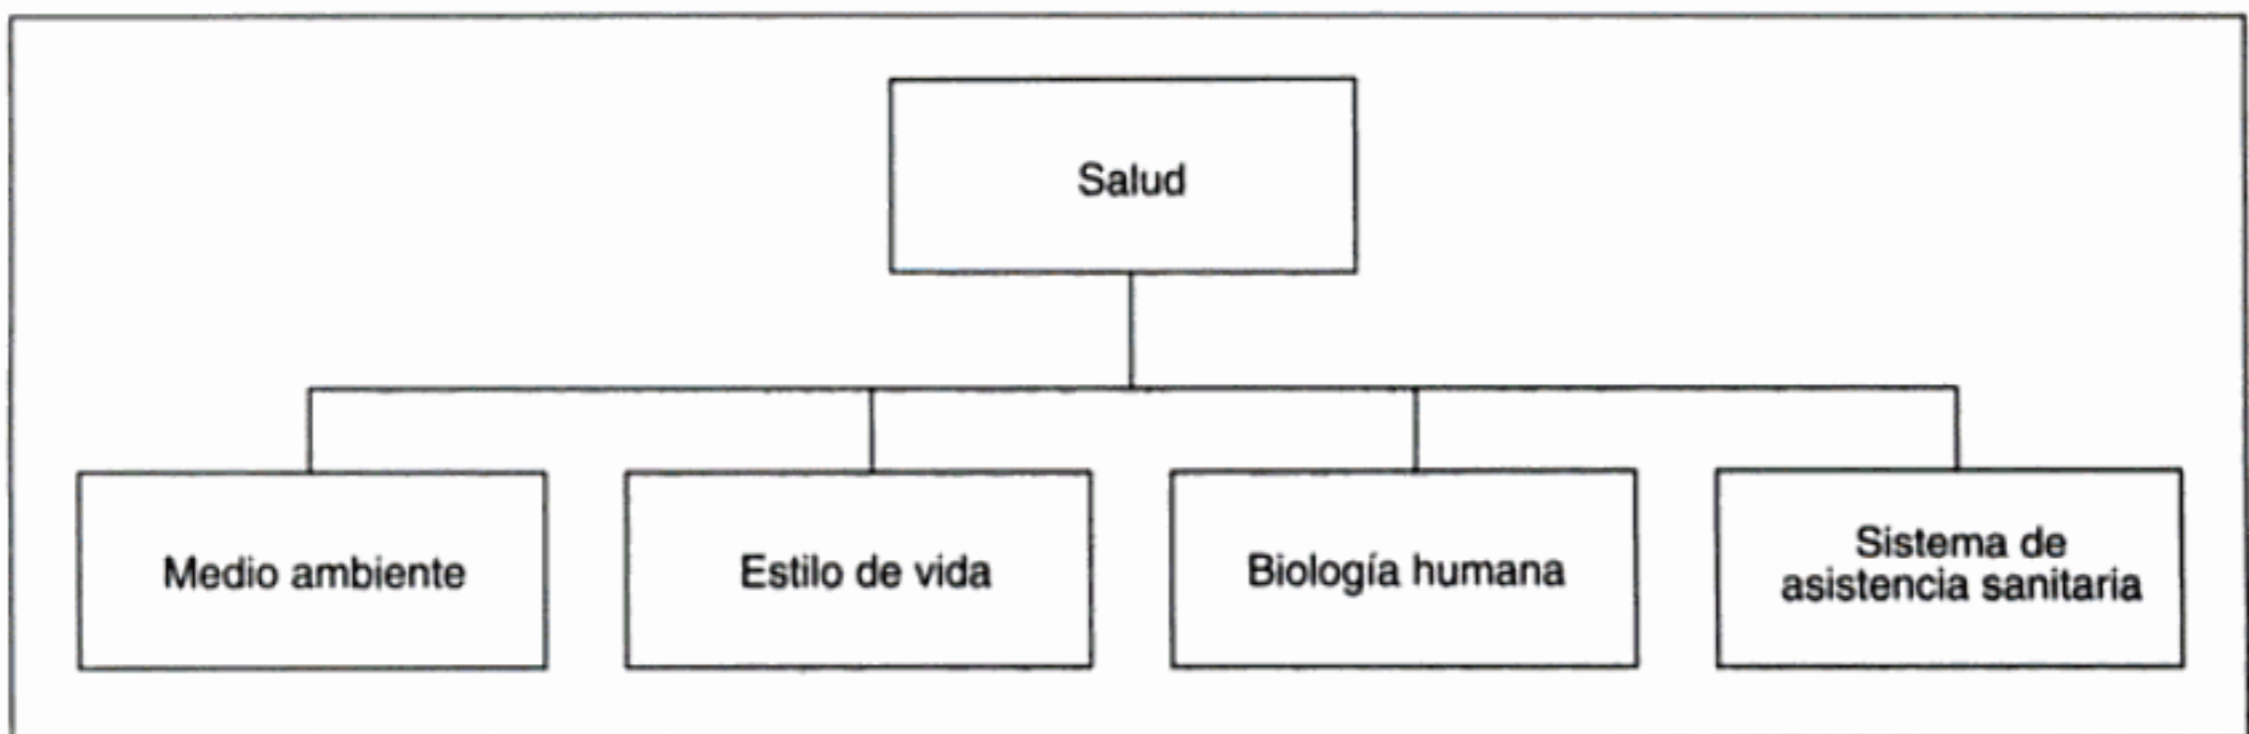 Salud
Medio ambiente
Estilo de vida
Biología humana
Sistema de
asistencia sanitaria